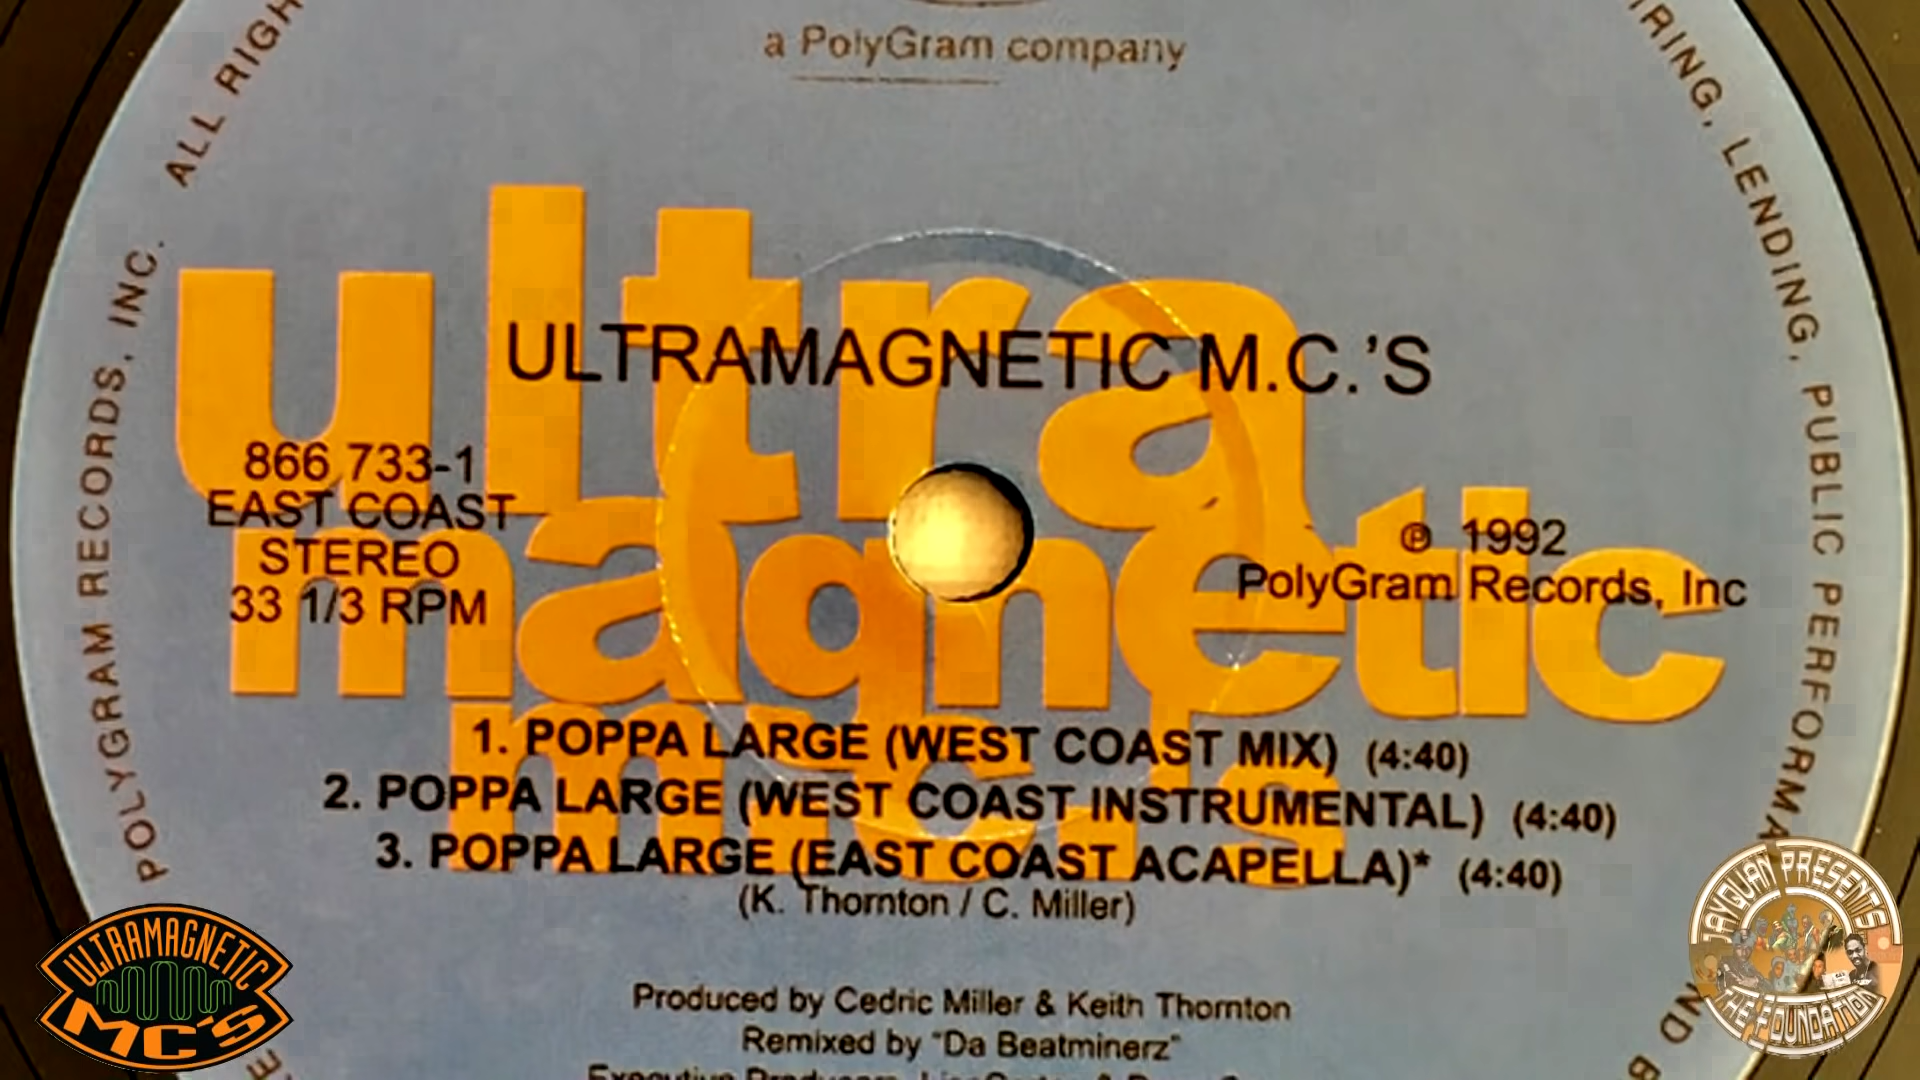 a PolyGram company
ultra
magnetic
mc's
ULTRAMAGNETIC M.C.'S
866 733-1
EAST COAST
STEREO
33 1/3 RPM
℗ 1992
PolyGram Records, Inc
1. POPPA LARGE (WEST COAST MIX) (4:40)
2. POPPA LARGE (WEST COAST INSTRUMENTAL) (4:40)
3. POPPA LARGE (EAST COAST ACAPELLA)* (4:40)
(K. Thornton / C. Miller)
Produced by Cedric Miller & Keith Thornton
Remixed by "Da Beatminerz"
POLYGRAM RECORDS, INC. ALL RIGH
IRING, LENDING, PUBLIC PERFORMA
ND B
ULTRAMAGNETIC
MC'S
JAYQUAN PRESENTS
THE FOUNDATION